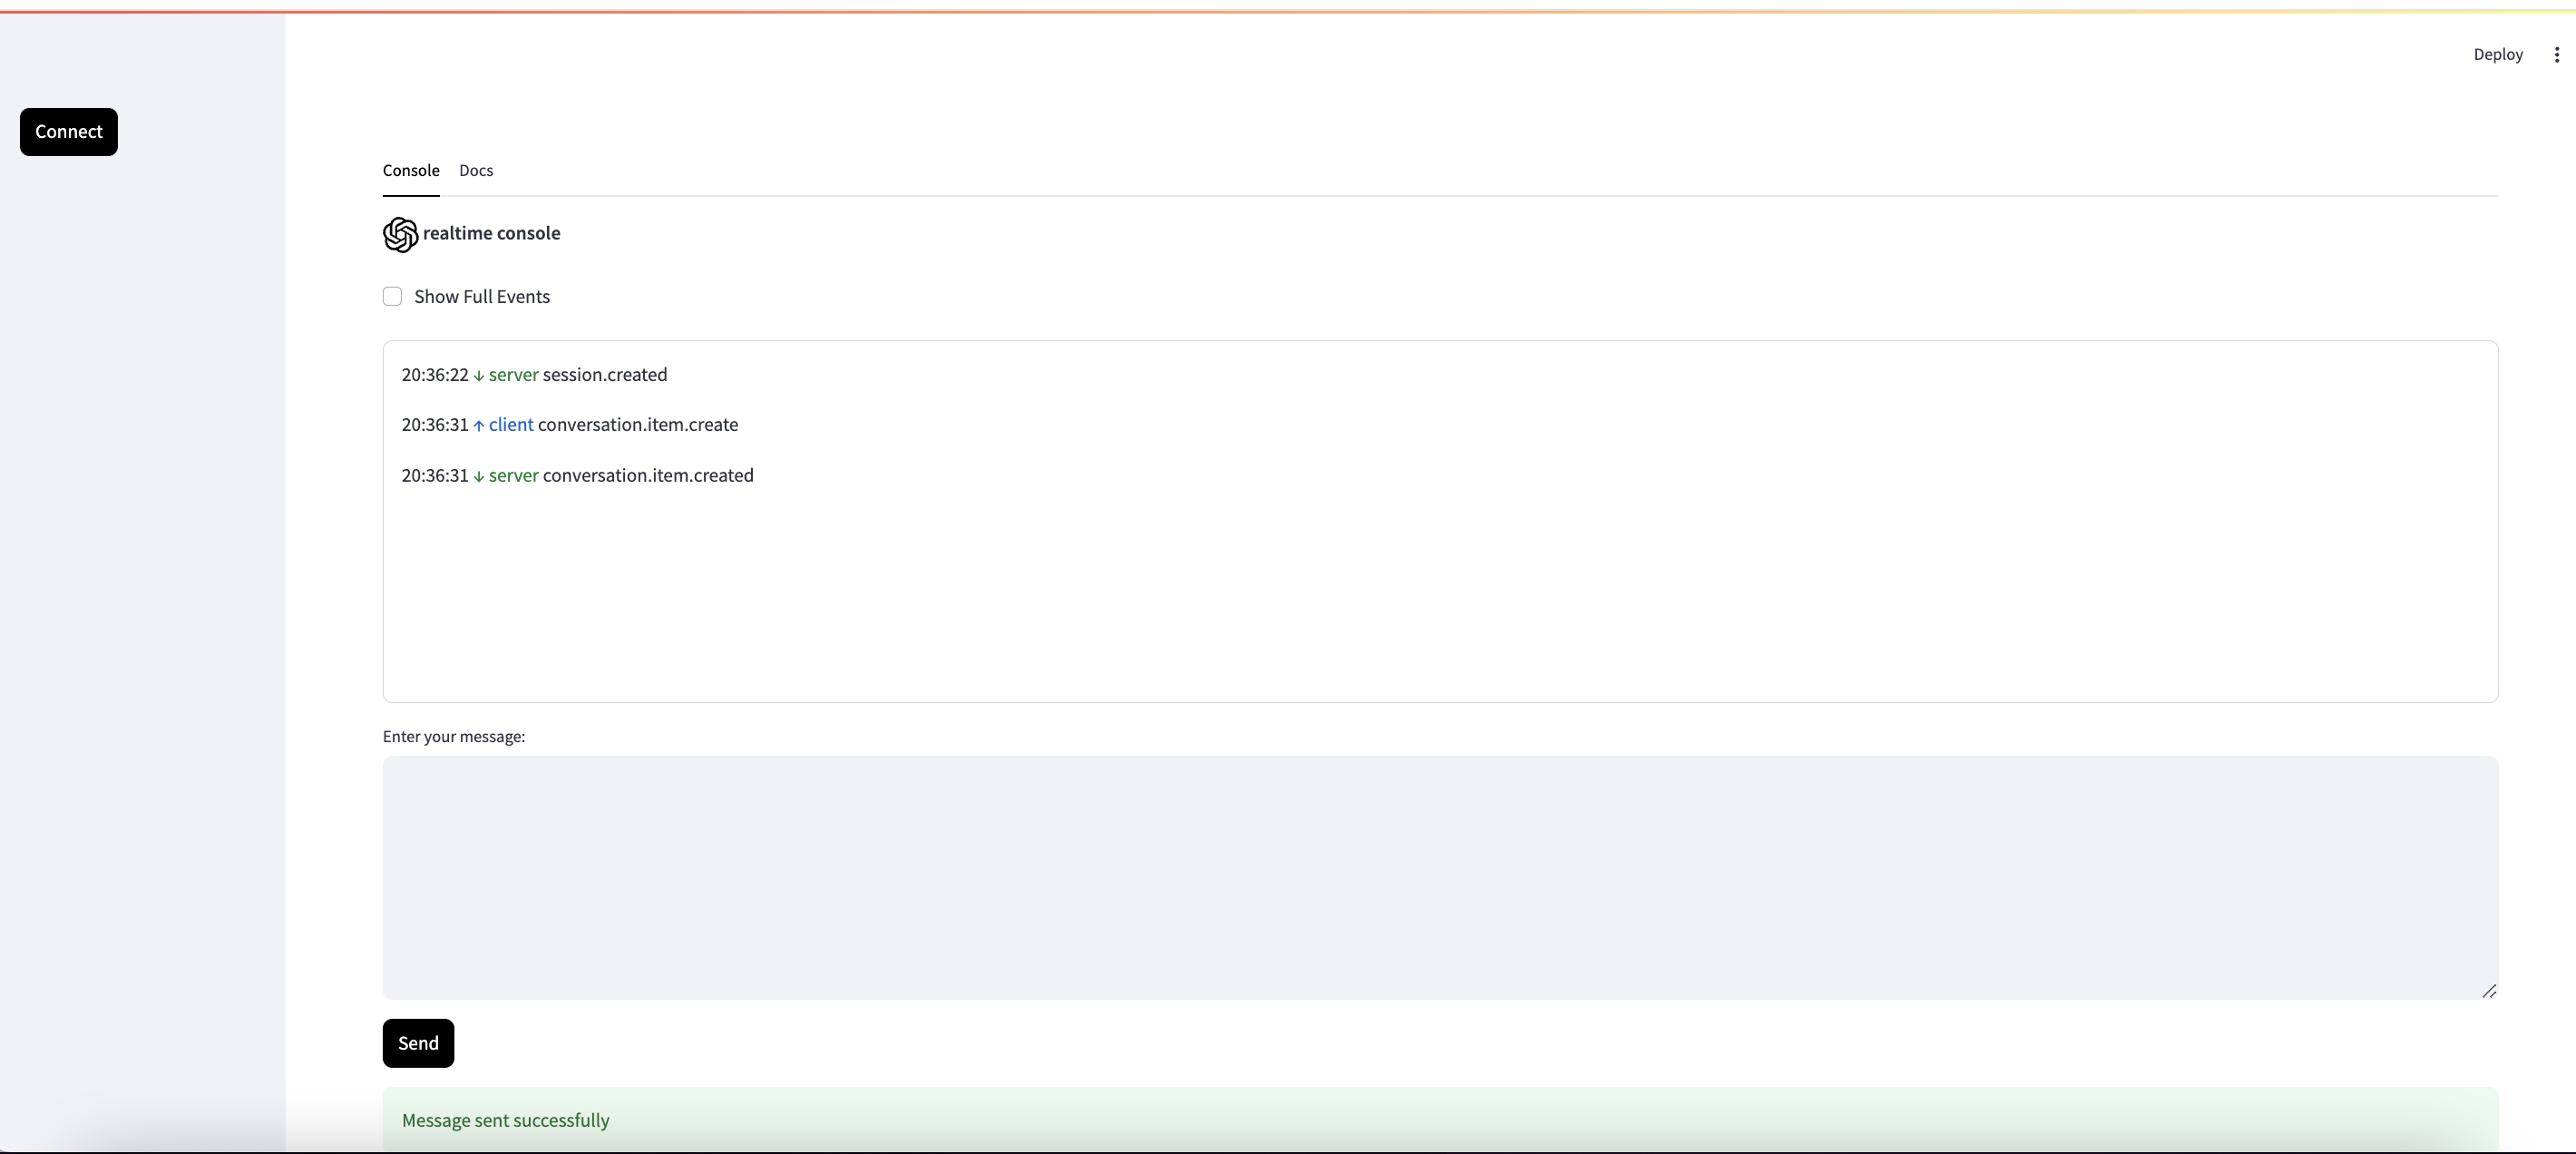 Deploy
Connect
Console Docs
realtime console
Show Full Events
20:36:22 ↓ server session.created
20:36:31 ↑ client conversation.item.create
20:36:31 ↓ server conversation.item.created
Enter your message:
Send
Message sent successfully